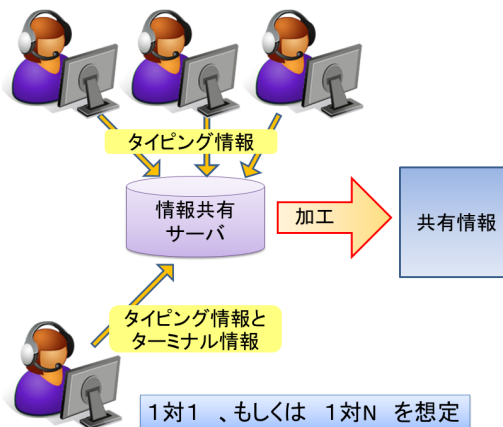 タイピング情報
情報共有
サーバ
加工
共有情報
タイピング情報と
ターミナル情報
1対1 、もしくは 1対N を想定